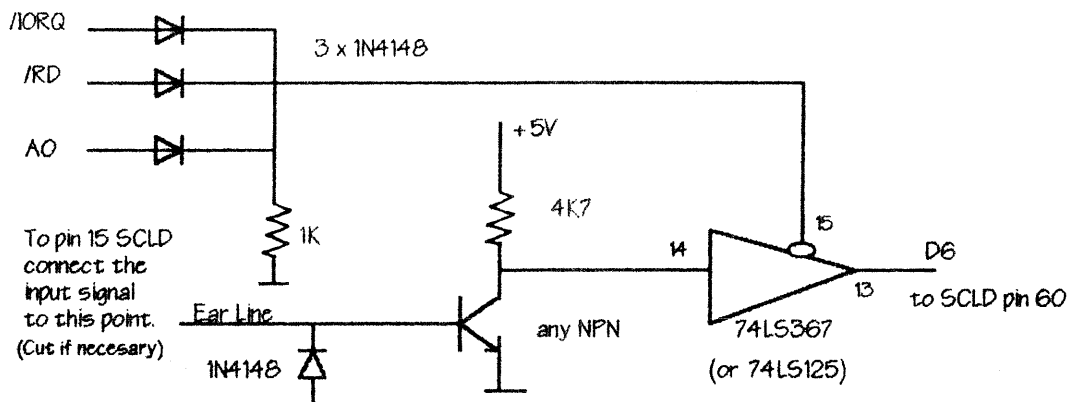 /IORQ
3 x 1N4148
/RD
+5V
A0
4K7
1K
15
To pin 15 SCLD
connect the
input signal
to this point.
(Cut if necesary)
14
D6
13
to SCLD pin 60
Ear Line
any NPN
74LS367
(or 74LS125)
1N4148